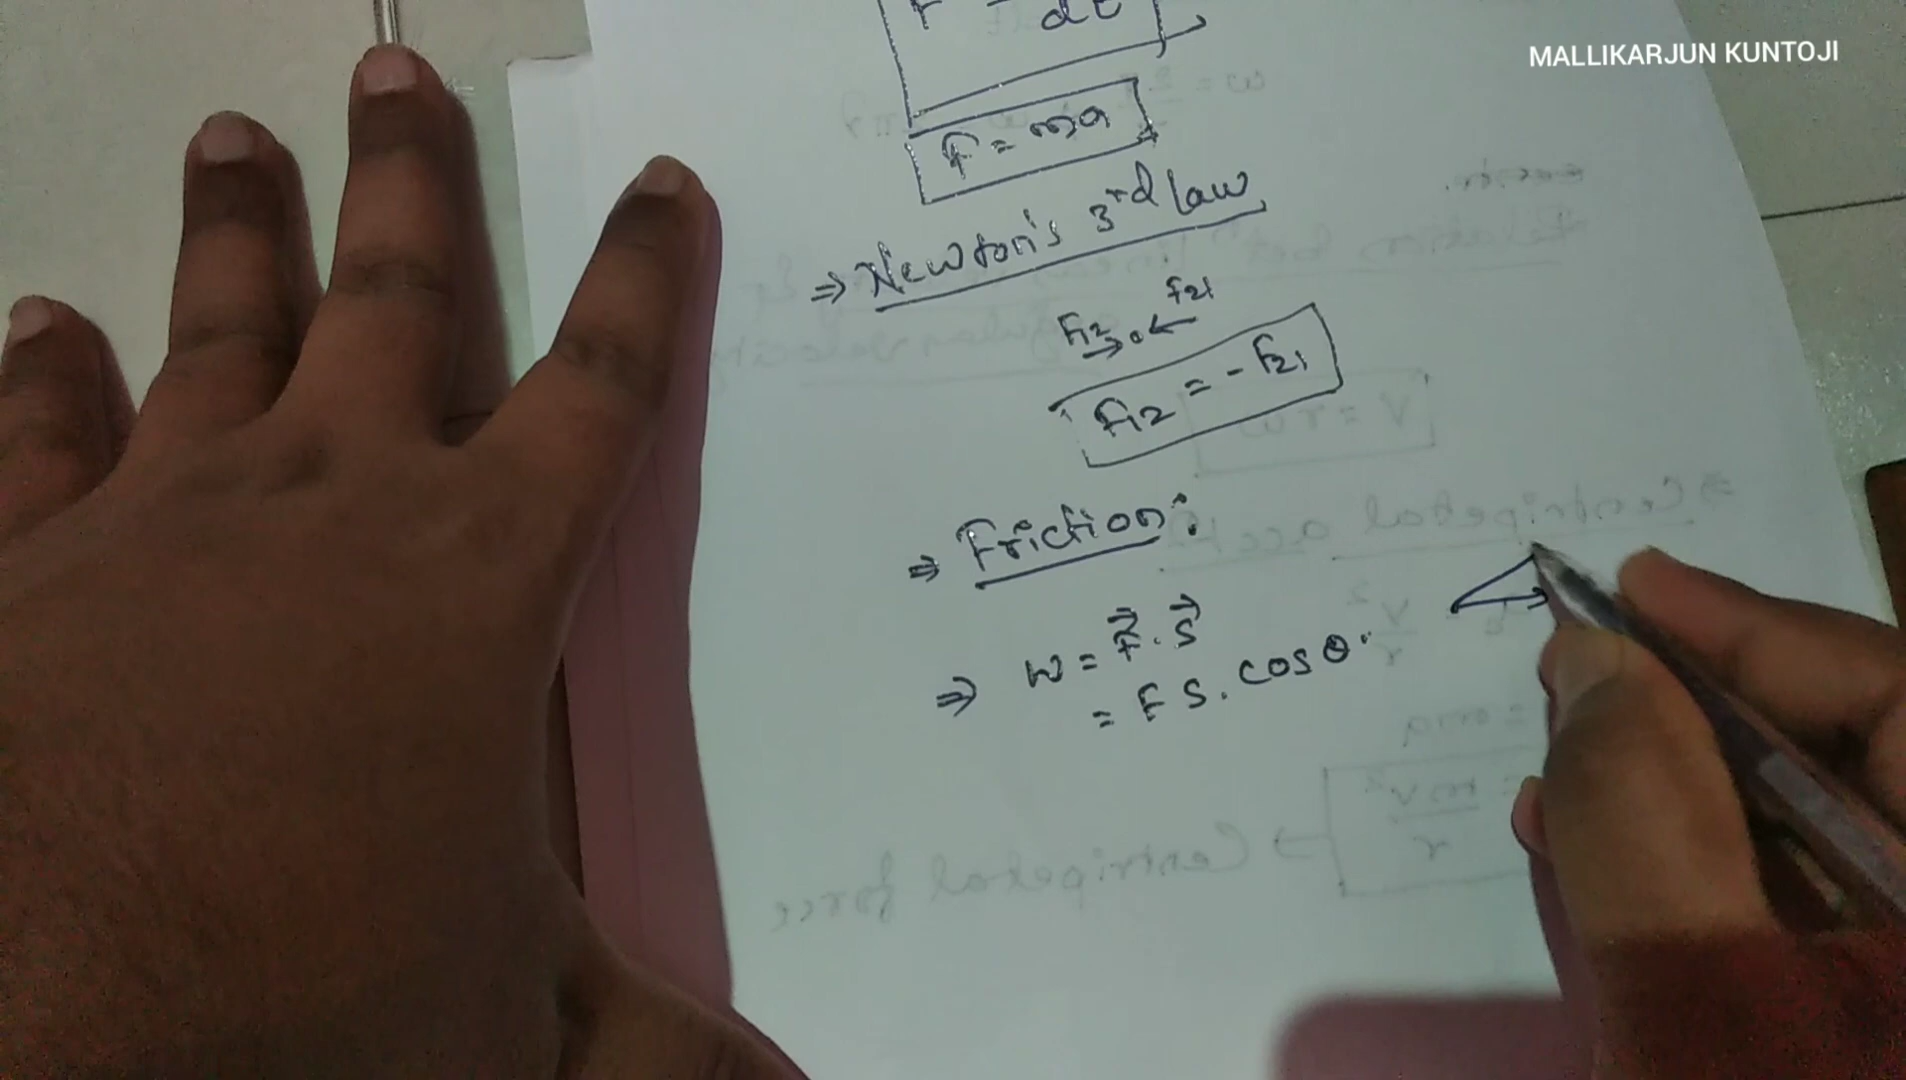 MALLIKARJUN KUNTOJI
F = ma
⇒ Newton's 3rd law
F12 F21
F12 = - F21
⇒ Friction:
⇒ W = F⃗ . S⃗
= F S . cos θ .